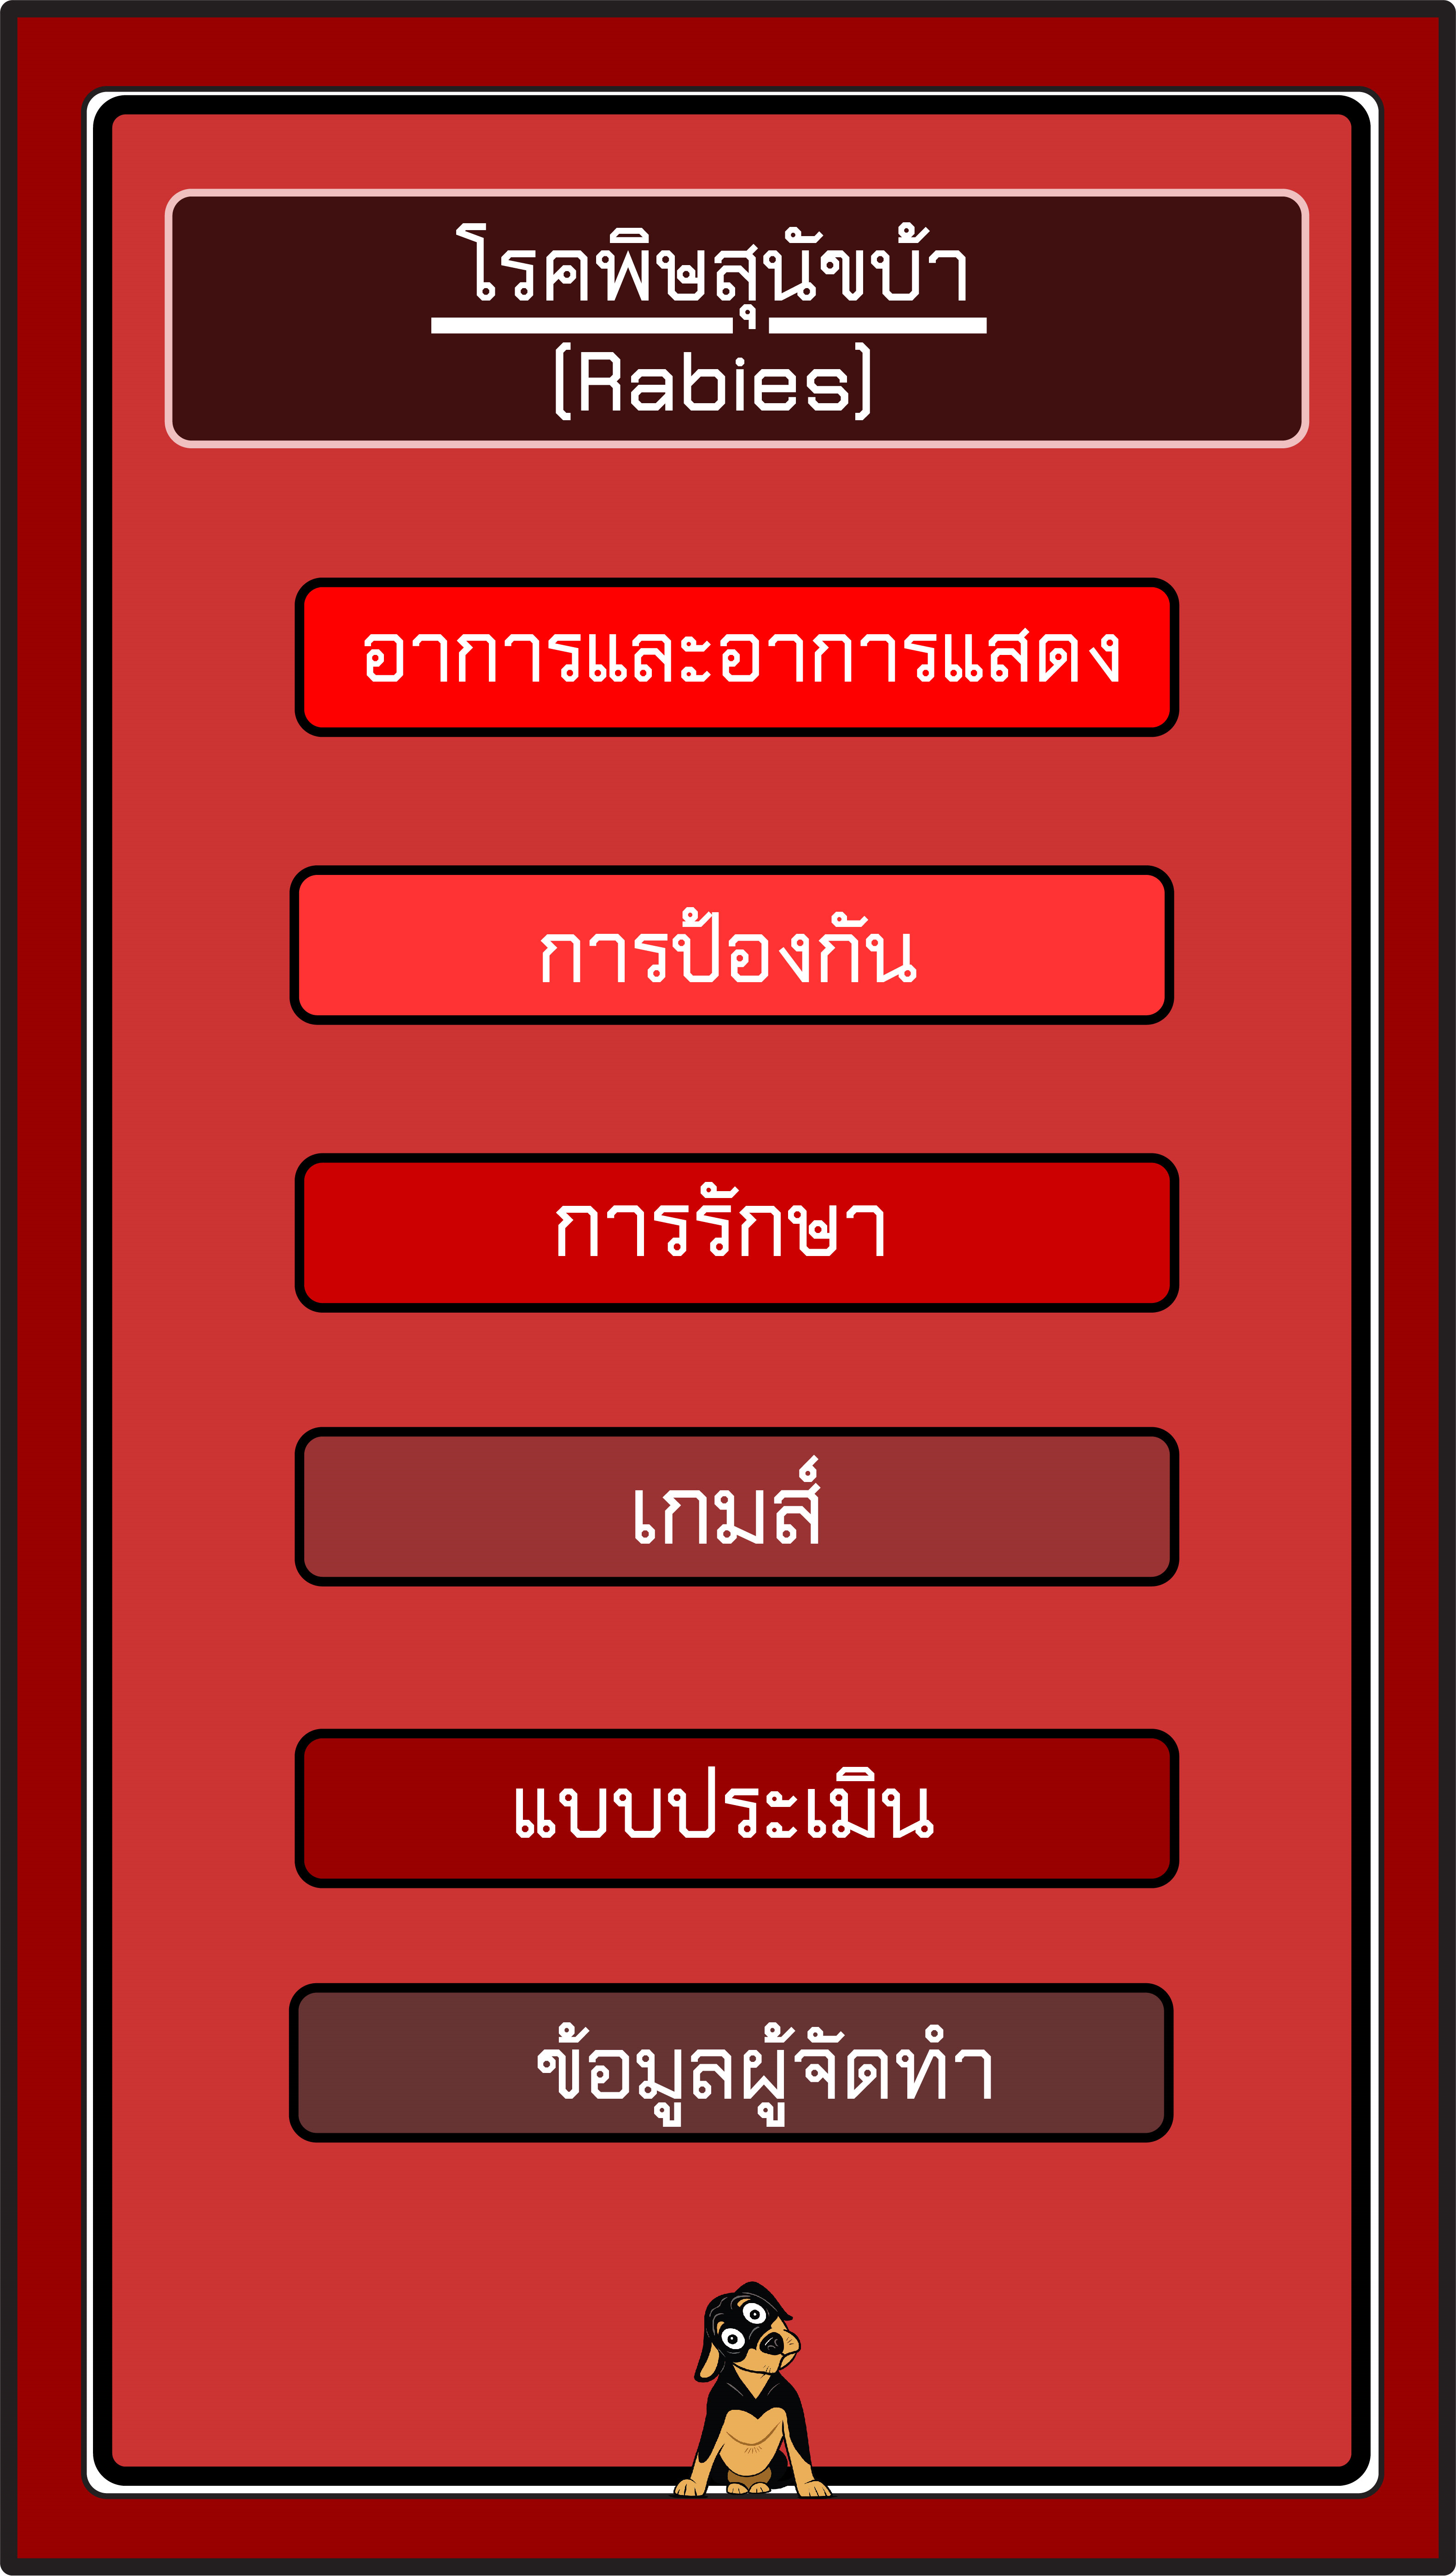 โรคพิษสุนัขบ้า
(Rabies)
อาการและอาการแสดง
การป้องกัน
การรักษา
เกมส์
แบบประเมิน
ข้อมูลผู้จัดทำ